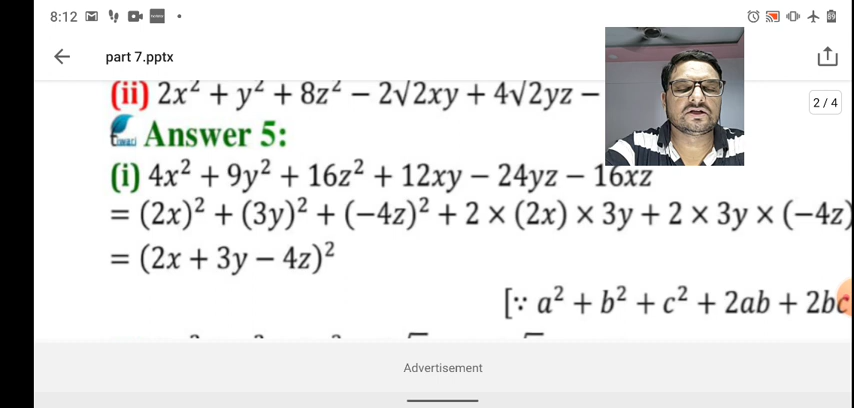 8:12
89
part 7.pptx
2 / 4
(ii) 2x² + y² + 8z² − 2√2xy + 4√2yz −
Answer 5:
(i) 4x² + 9y² + 16z² + 12xy − 24yz − 16xz
= (2x)² + (3y)² + (−4z)² + 2 × (2x) × 3y + 2 × 3y × (−4z)
= (2x + 3y − 4z)²
[∵ a² + b² + c² + 2ab + 2bc
Advertisement